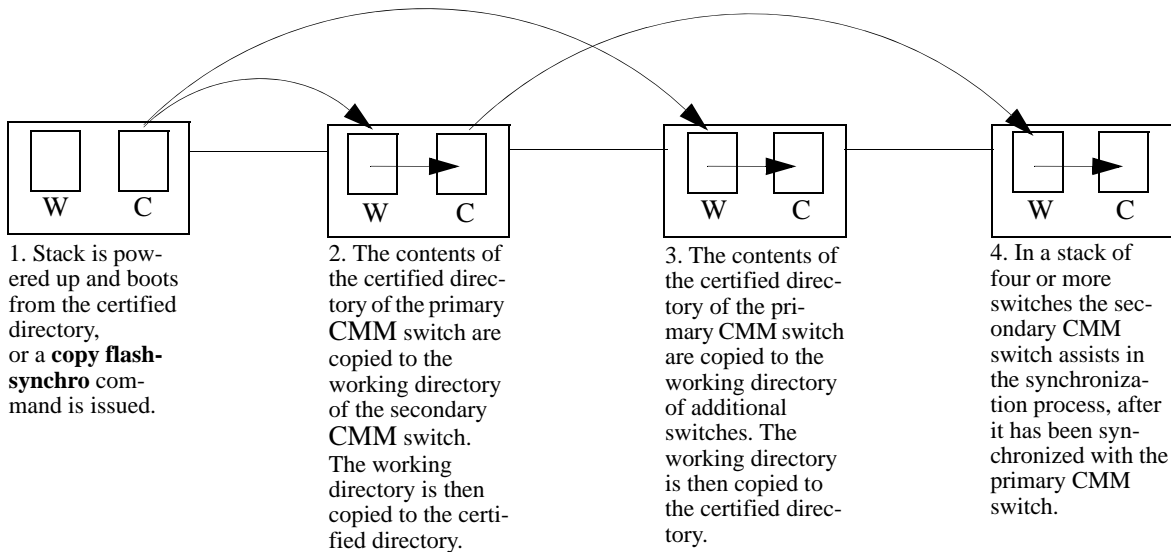 W
C
W
C
W
C
W
C
1. Stack is pow-
ered up and boots
from the certified
directory,
or a copy flash-
synchro com-
mand is issued.
2. The contents of
the certified direc-
tory of the primary
CMM switch are
copied to the
working directory
of the secondary
CMM switch.
The working
directory is then
copied to the certi-
fied directory.
3. The contents of
the certified direc-
tory of the pri-
mary CMM switch
are copied to the
working directory
of additional
switches. The
working directory
is then copied to
the certified direc-
tory.
4. In a stack of
four or more
switches the sec-
ondary CMM
switch assists in
the synchroniza-
tion process, after
it has been syn-
chronized with the
primary CMM
switch.